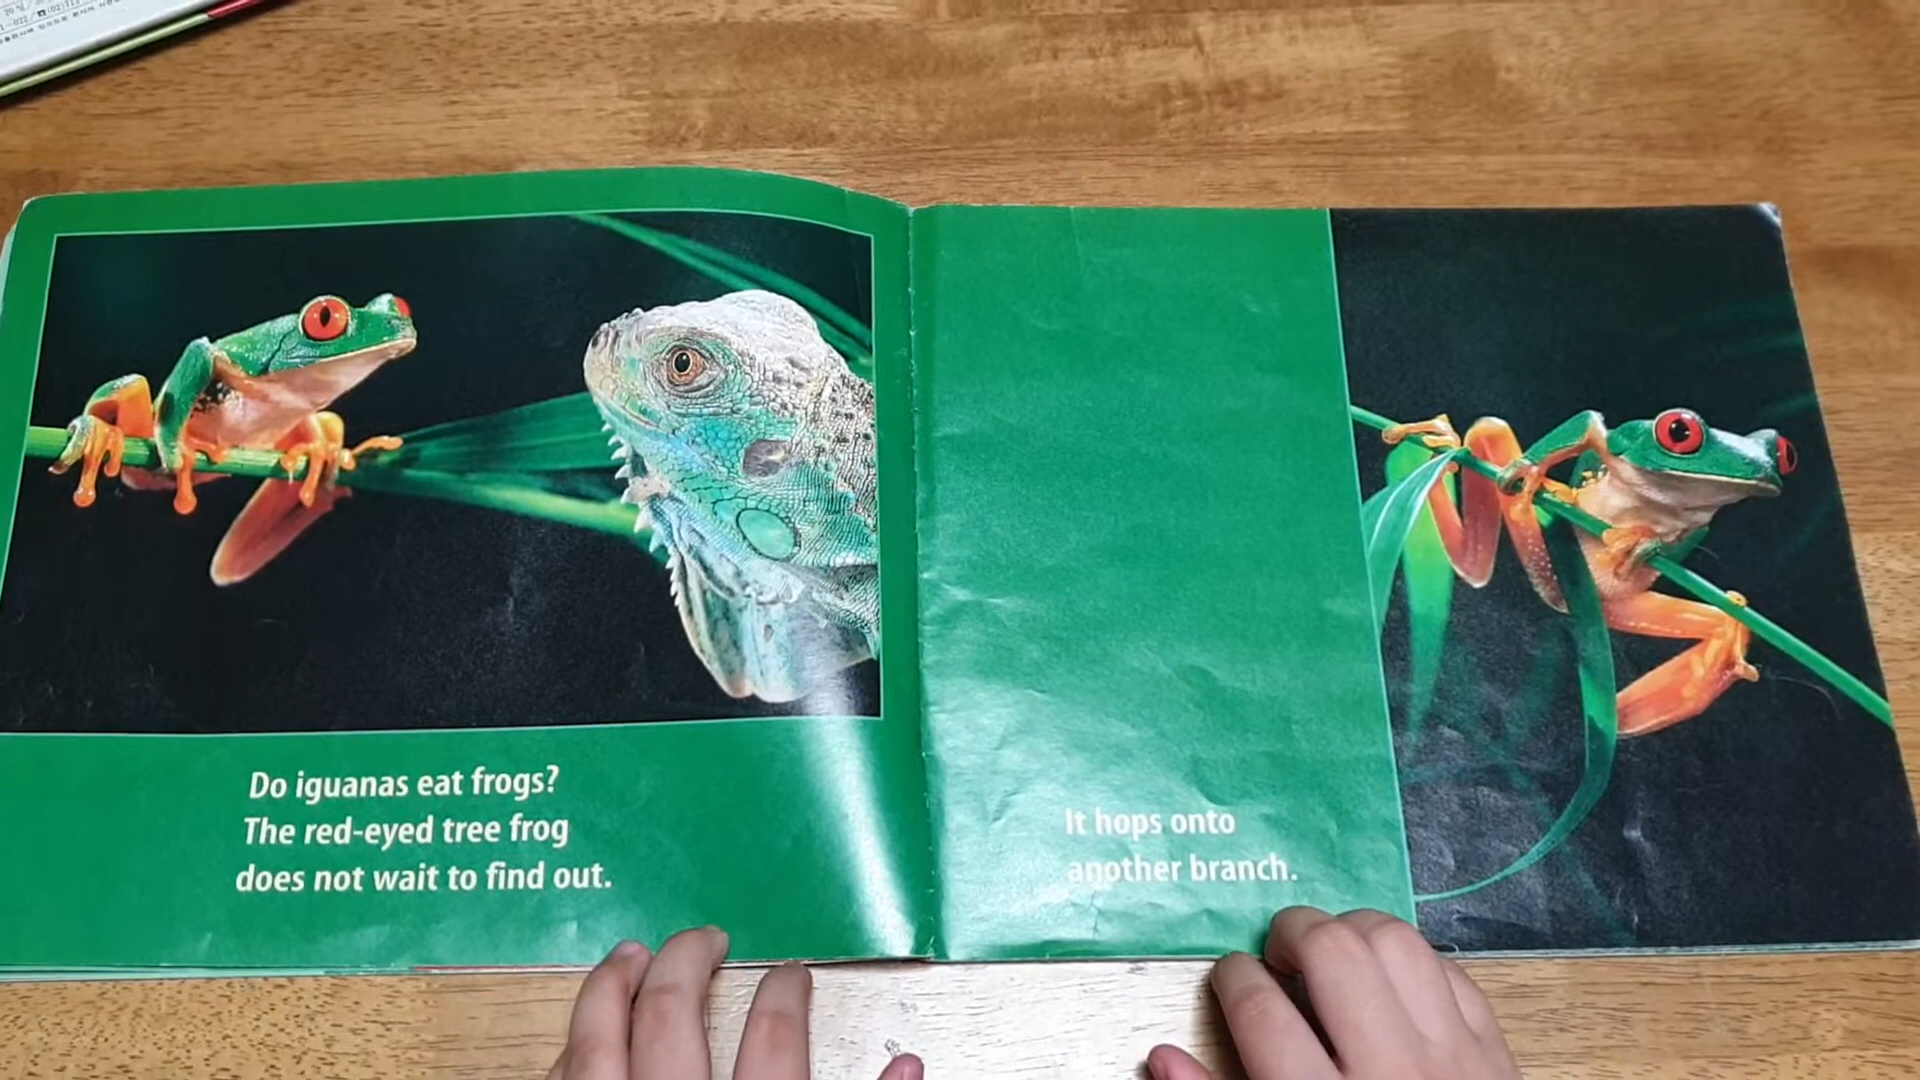 Do iguanas eat frogs?
The red-eyed tree frog
does not wait to find out.
It hops onto
another branch.